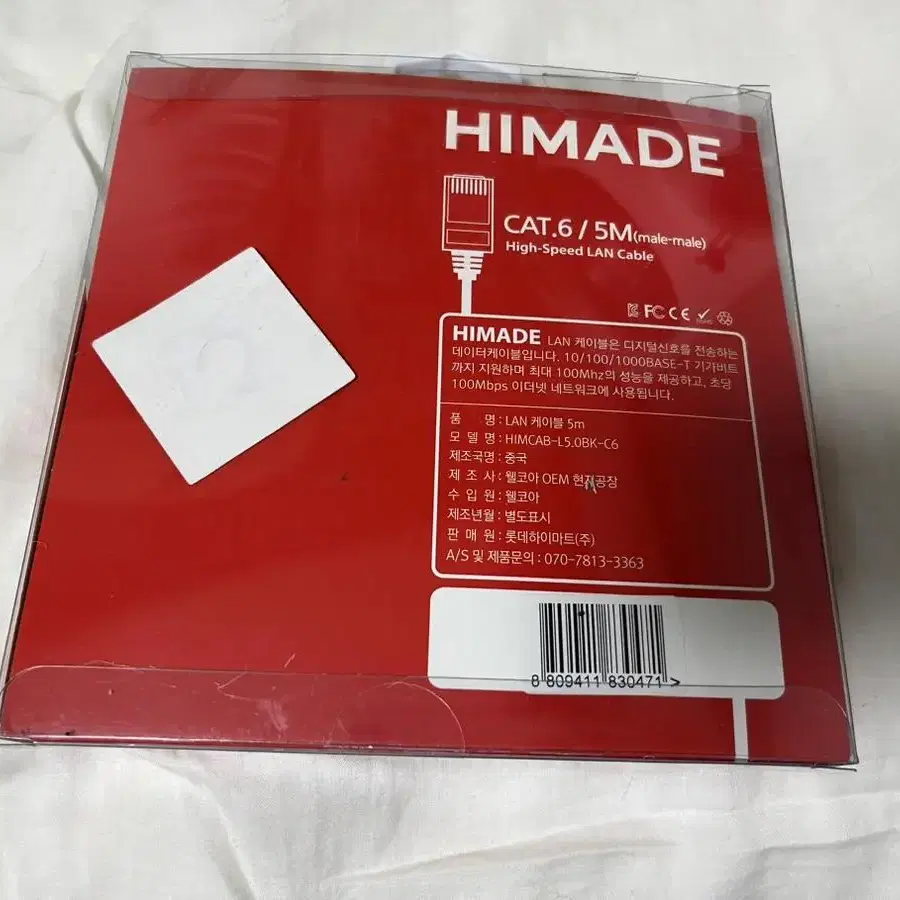 HIMADE
CAT.6 / 5M(male-male)
High-Speed LAN Cable
FC CE
HIMADE LAN 케이블은 디지털신호를 전송하는
데이터케이블입니다. 10/100/1000BASE-T 기가비트
까지 지원하며 최대 100Mhz의 성능을 제공하고, 초당
100Mbps 이더넷 네트워크에 사용됩니다.
품 명 : LAN 케이블 5m
모 델 명 : HIMCAB-L5.0BK-C6
제조국명 : 중국
제 조 사 : 웰코아 OEM 현지공장
수 입 원 : 웰코아
제조년월 : 별도표시
판 매 원 : 롯데하이마트(주)
A/S 및 제품문의 : 070-7813-3363
8 809411 830471 >